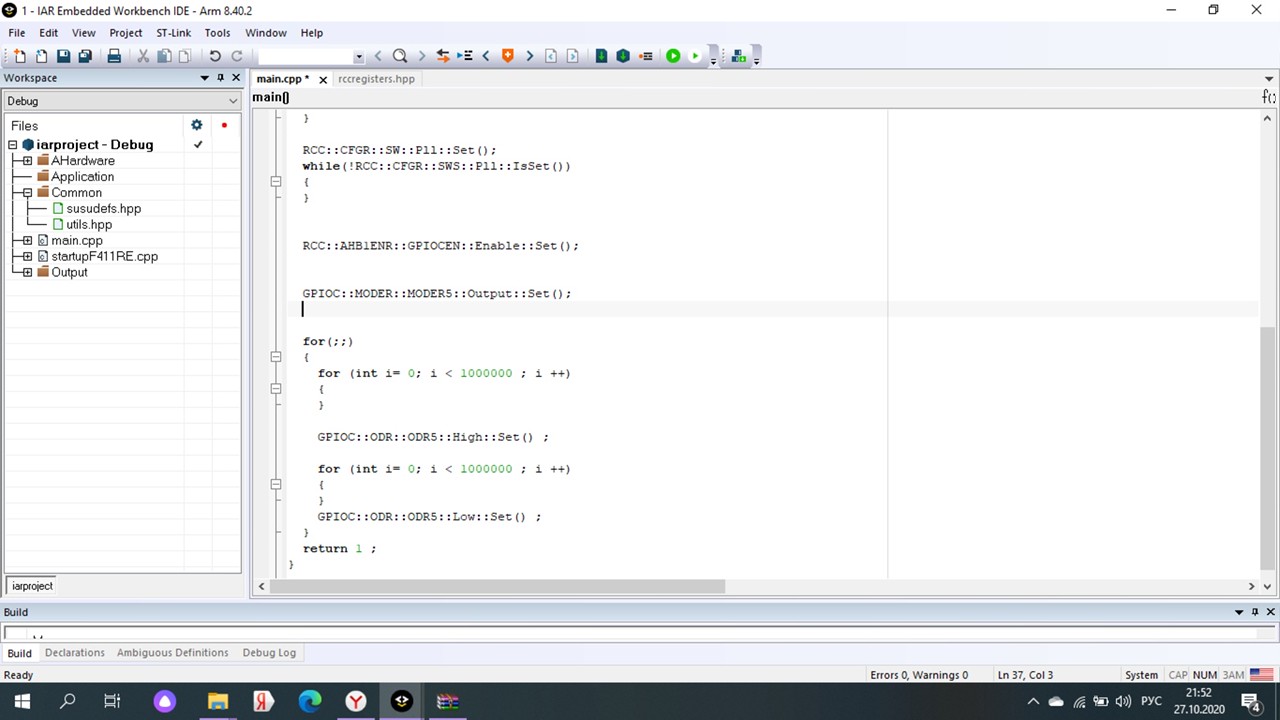 1 - IAR Embedded Workbench IDE - Arm 8.40.2
File Edit View Project ST-Link Tools Window Help
Workspace
main.cpp * rccregisters.hpp
Debug
main()
f()
Files
iarproject - Debug
AHardware
Application
Common
susudefs.hpp
utils.hpp
main.cpp
startupF411RE.cpp
Output
}
RCC::CFGR::SW::Pll::Set();
while(!RCC::CFGR::SWS::Pll::IsSet())
{
}
RCC::AHB1ENR::GPIOCEN::Enable::Set();
GPIOC::MODER::MODER5::Output::Set();
for(;;)
{
for (int i= 0; i < 1000000 ; i ++)
{
}
GPIOC::ODR::ODR5::High::Set() ;
for (int i= 0; i < 1000000 ; i ++)
{
}
GPIOC::ODR::ODR5::Low::Set() ;
}
return 1 ;
}
iarproject
Build
Build Declarations Ambiguous Definitions Debug Log
Ready Errors 0, Warnings 0 Ln 37, Col 3 System CAP NUM ЗАМ
РУС 21:52
27.10.2020 4